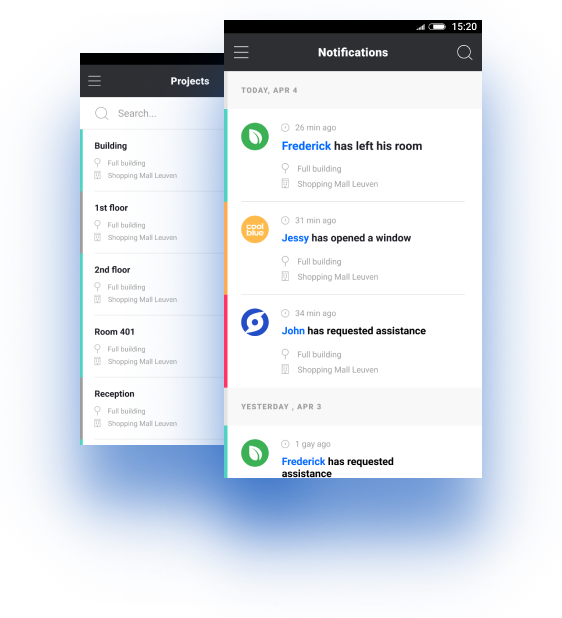 Projects
Search...
Building
Full building
Shopping Mall Leuven
1st floor
Full building
Shopping Mall Leuven
2nd floor
Full building
Shopping Mall Leuven
Room 401
Full building
Shopping Mall Leuven
Reception
Full building
Shopping Mall Leuven
15:20
Notifications
TODAY, APR 4
26 min ago
Frederick has left his room
Full building
Shopping Mall Leuven
31 min ago
cool
blue
Jessy has opened a window
Full building
Shopping Mall Leuven
34 min ago
John has requested assistance
Full building
Shopping Mall Leuven
YESTERDAY , APR 3
1 gay ago
Frederick has requested
assistance